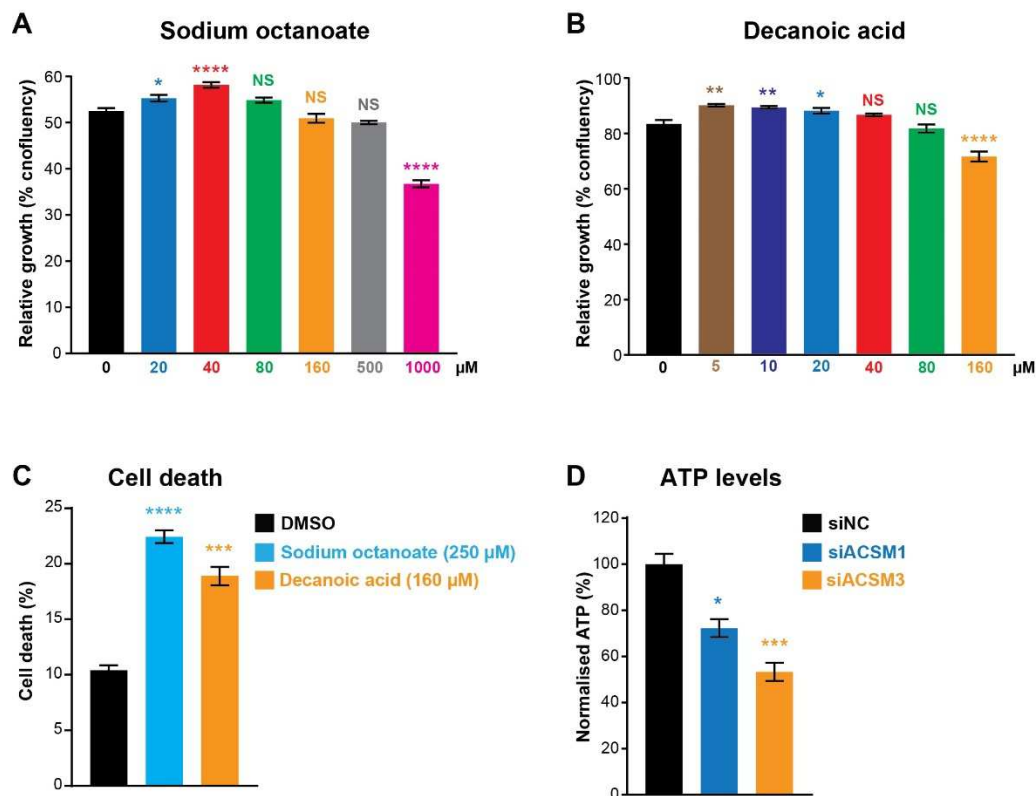 A
Sodium octanoate
Relative growth (% cnofluency)
60
50
40
30
20
10
0
* **** NS NS NS ****
0 20 40 80 160 500 1000 µM
B
Decanoic acid
Relative growth (% confluency)
100
80
60
40
20
0
** ** * NS NS ****
0 5 10 20 40 80 160 µM
C
Cell death
Cell death (%)
25
20
15
10
5
0
**** ***
DMSO
Sodium octanoate (250 µM)
Decanoic acid (160 µM)
D
ATP levels
Normalised ATP (%)
120
100
80
60
40
20
0
* ***
siNC
siACSM1
siACSM3